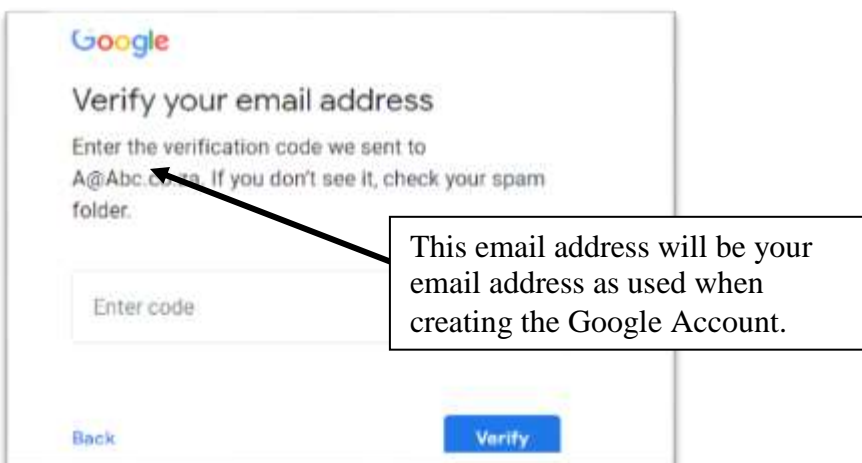 Google
Verify your email address
Enter the verification code we sent to
A@Abc.co.za. If you don't see it, check your spam
folder.
This email address will be your
email address as used when
creating the Google Account.
Enter code
Back
Verify